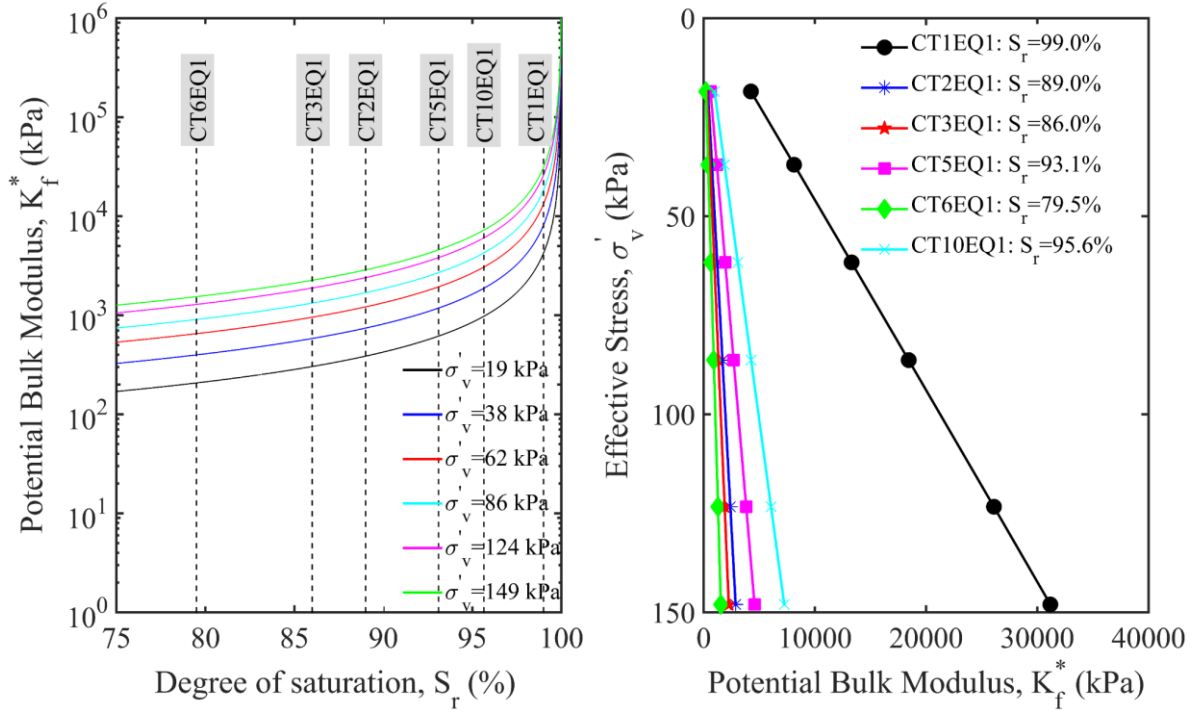 Potential Bulk Modulus, K*f (kPa)
10^6
10^5
10^4
10^3
10^2
10^1
10^0
CT6EQ1
CT3EQ1
CT2EQ1
CT5EQ1
CT10EQ1
CT1EQ1
σ'v=19 kPa
σ'v=38 kPa
σ'v=62 kPa
σ'v=86 kPa
σ'v=124 kPa
σ'v=149 kPa
75 80 85 90 95 100
Degree of saturation, Sr (%)
Effective Stress, σ'v (kPa)
0
50
100
150
CT1EQ1: Sr=99.0%
CT2EQ1: Sr=89.0%
CT3EQ1: Sr=86.0%
CT5EQ1: Sr=93.1%
CT6EQ1: Sr=79.5%
CT10EQ1: Sr=95.6%
0 10000 20000 30000 40000
Potential Bulk Modulus, K*f (kPa)